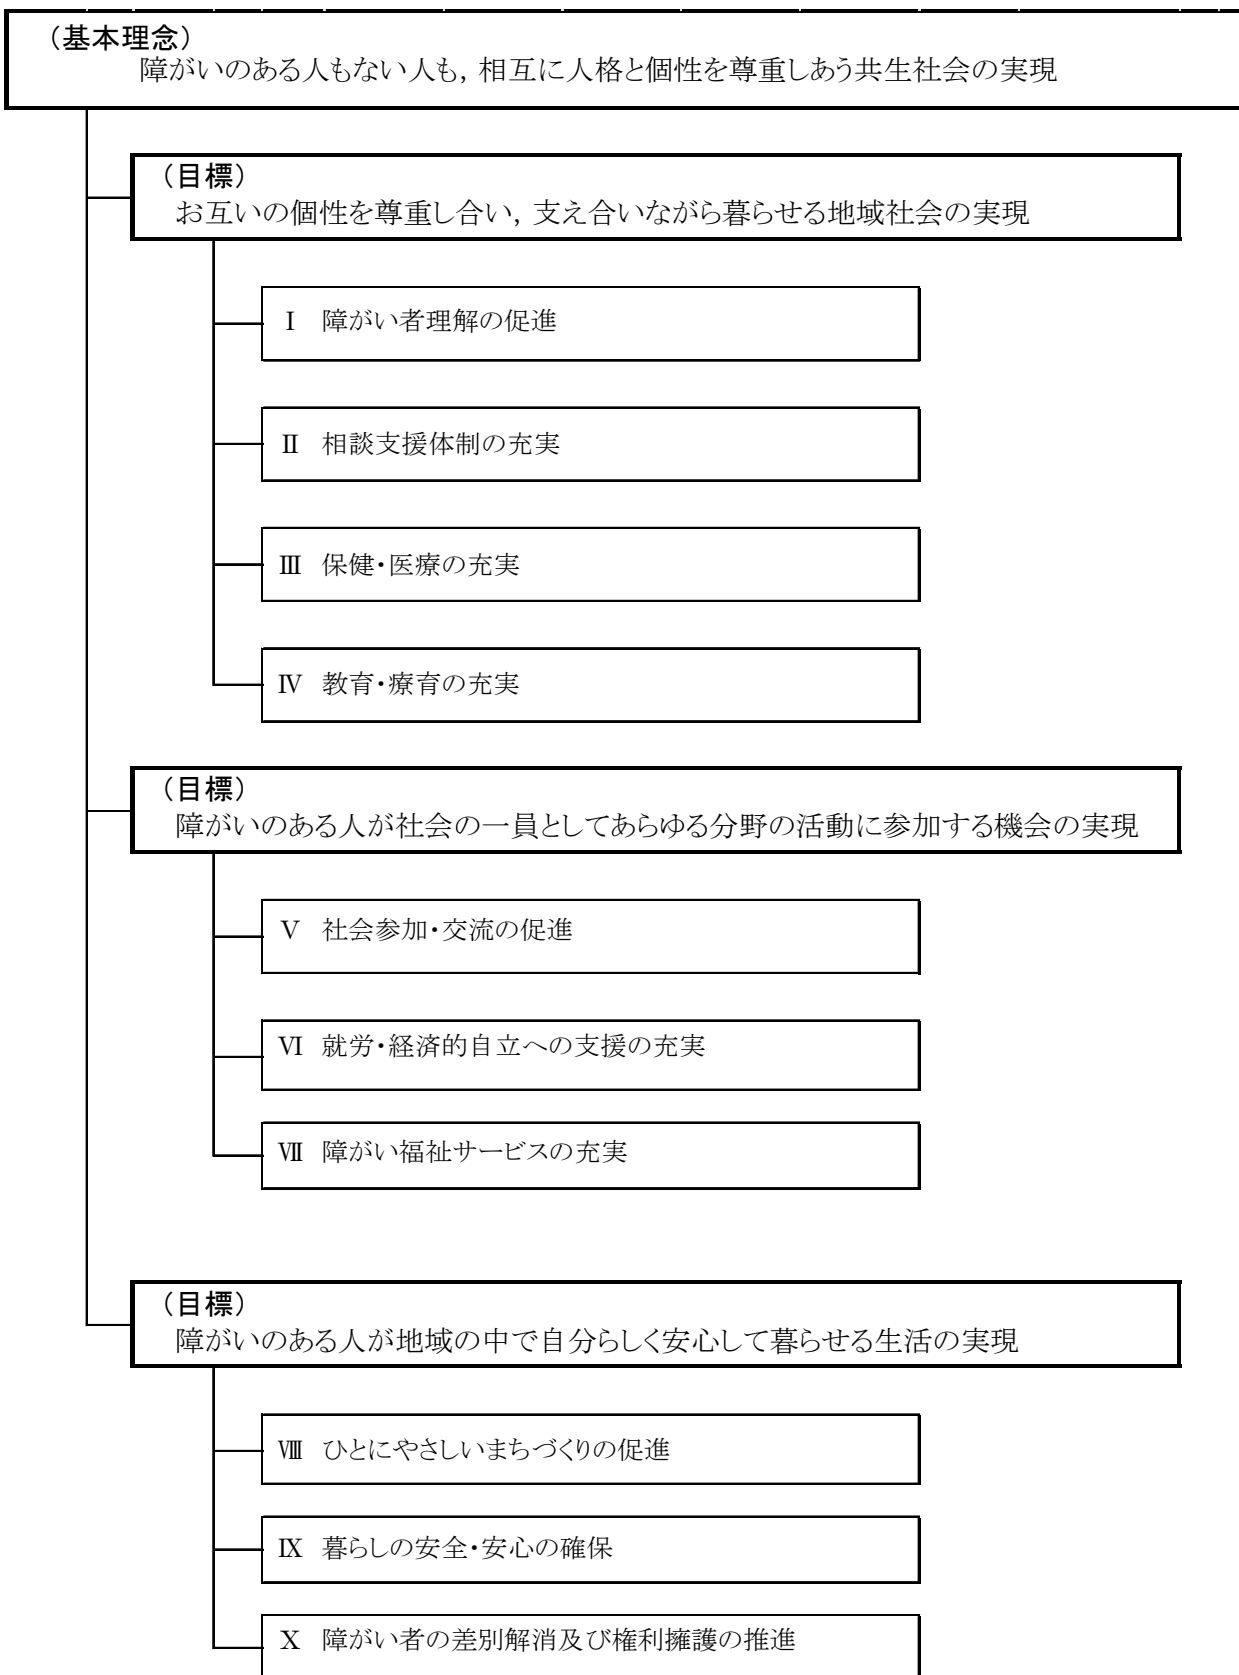 （基本理念）
障がいのある人もない人も，相互に人格と個性を尊重しあう共生社会の実現
（目標）
お互いの個性を尊重し合い，支え合いながら暮らせる地域社会の実現
Ⅰ　障がい者理解の促進
Ⅱ　相談支援体制の充実
Ⅲ　保健・医療の充実
Ⅳ　教育・療育の充実
（目標）
障がいのある人が社会の一員としてあらゆる分野の活動に参加する機会の実現
Ⅴ　社会参加・交流の促進
Ⅵ　就労・経済的自立への支援の充実
Ⅶ　障がい福祉サービスの充実
（目標）
障がいのある人が地域の中で自分らしく安心して暮らせる生活の実現
Ⅷ　ひとにやさしいまちづくりの促進
Ⅸ　暮らしの安全・安心の確保
Ⅹ　障がい者の差別解消及び権利擁護の推進